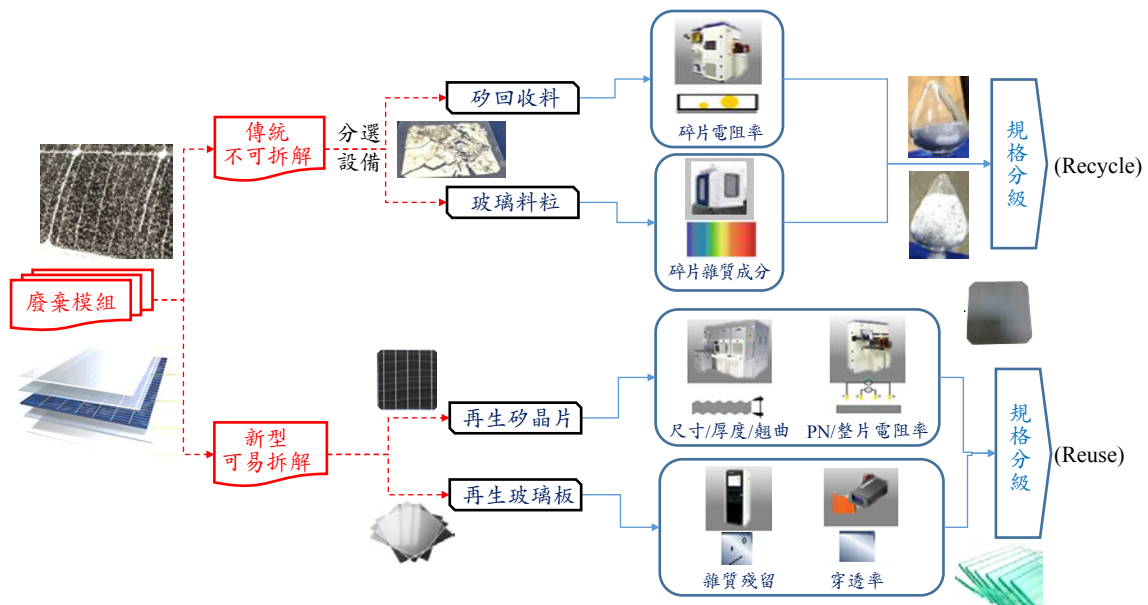 廢棄模組
傳統
不可拆解
分選
設備
矽回收料
玻璃料粒
碎片電阻率
碎片雜質成分
規格分級
(Recycle)
新型
可易拆解
再生矽晶片
再生玻璃板
尺寸/厚度/翹曲
PN/整片電阻率
雜質殘留
穿透率
規格分級
(Reuse)